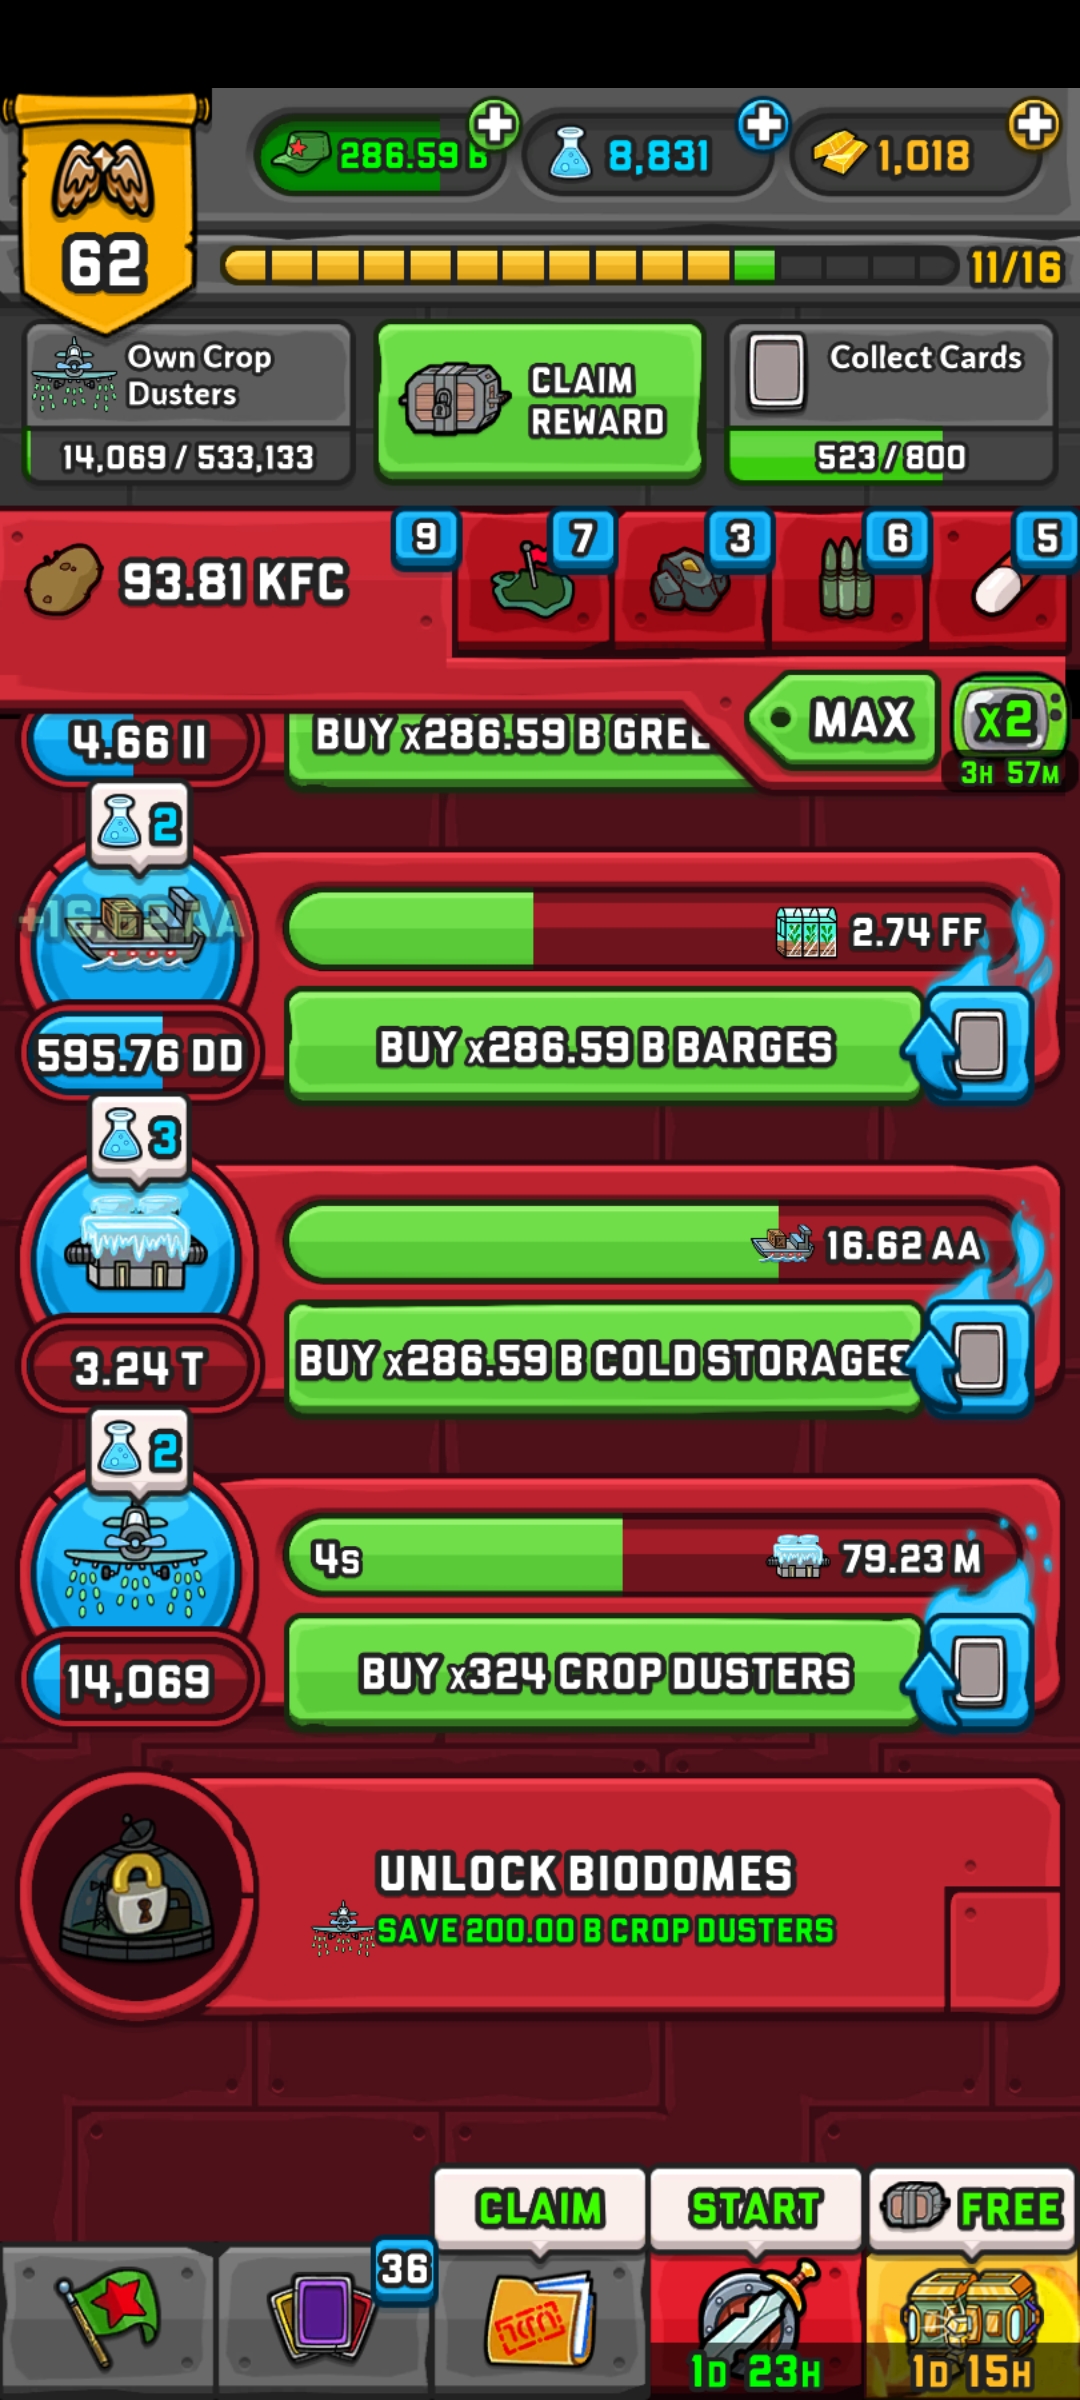 286.59 B
8,831
1,018
62
11/16
Own Crop
Dusters
14,069 / 533,133
CLAIM
REWARD
Collect Cards
523 / 800
93.81 KFC
9
7
3
6
5
MAX
x2
3H 57M
4.66 II
BUY x286.59 B GREE
2
+16.62 AA
2.74 FF
595.76 DD
BUY x286.59 B BARGES
3
16.62 AA
3.24 T
BUY x286.59 B COLD STORAGES
2
4s
79.23 M
14,069
BUY x324 CROP DUSTERS
UNLOCK BIODOMES
SAVE 200.00 B CROP DUSTERS
CLAIM
START
FREE
36
1D 23H
1D 15H